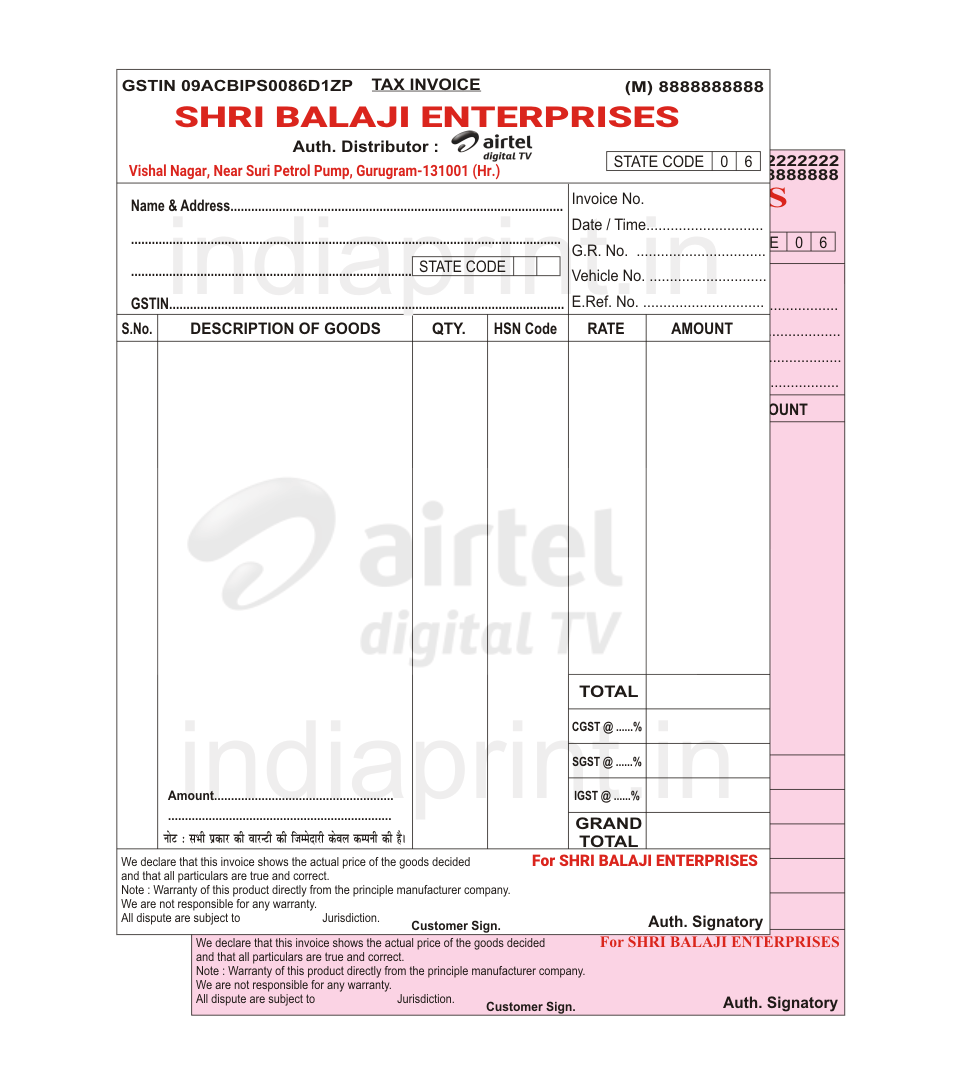 GSTIN 09ACBIPS0086D1ZP TAX INVOICE (M) 8888888888
SHRI BALAJI ENTERPRISES
Auth. Distributor : airtel
digital TV
STATE CODE 0 6
Vishal Nagar, Near Suri Petrol Pump, Gurugram-131001 (Hr.)
2222222
8888888
S
E 0 6
Name & Address.................................................................................................
Invoice No.
Date / Time...........................
indiaprint.in
G.R. No. ..............................
STATE CODE
Vehicle No. ...........................
GSTIN.................................................................................................
E.Ref. No. ............................
S.No. DESCRIPTION OF GOODS QTY. HSN Code RATE AMOUNT
OUNT
airtel
digital TV
TOTAL
CGST @ ......%
indiaprint.in
SGST @ ......%
IGST @ ......%
Amount....................................................
GRAND
TOTAL
नोट : सभी प्रकार की वारन्टी की जिम्मेदारी केवल कम्पनी की है।
We declare that this invoice shows the actual price of the goods decided
For SHRI BALAJI ENTERPRISES
and that all particulars are true and correct.
Note : Warranty of this product directly from the principle manufacturer company.
We are not responsible for any warranty.
All dispute are subject to Jurisdiction.
Customer Sign.
Auth. Signatory
We declare that this invoice shows the actual price of the goods decided
For SHRI BALAJI ENTERPRISES
and that all particulars are true and correct.
Note : Warranty of this product directly from the principle manufacturer company.
We are not responsible for any warranty.
All dispute are subject to Jurisdiction.
Customer Sign.
Auth. Signatory